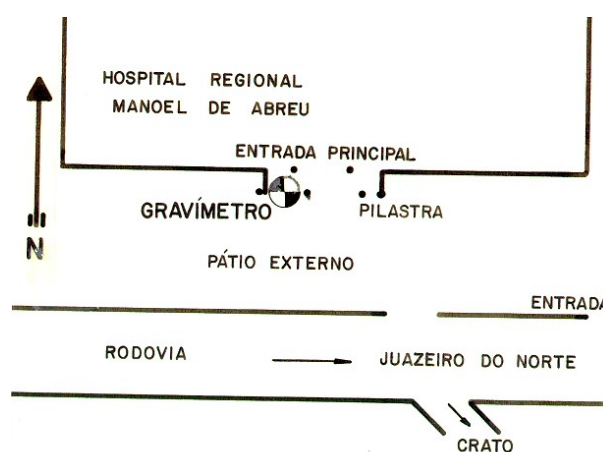 HOSPITAL REGIONAL
MANOEL DE ABREU
ENTRADA PRINCIPAL
GRAVÍMETRO
PILASTRA
N
PÁTIO EXTERNO
ENTRADA
RODOVIA
JUAZEIRO DO NORTE
CRATO